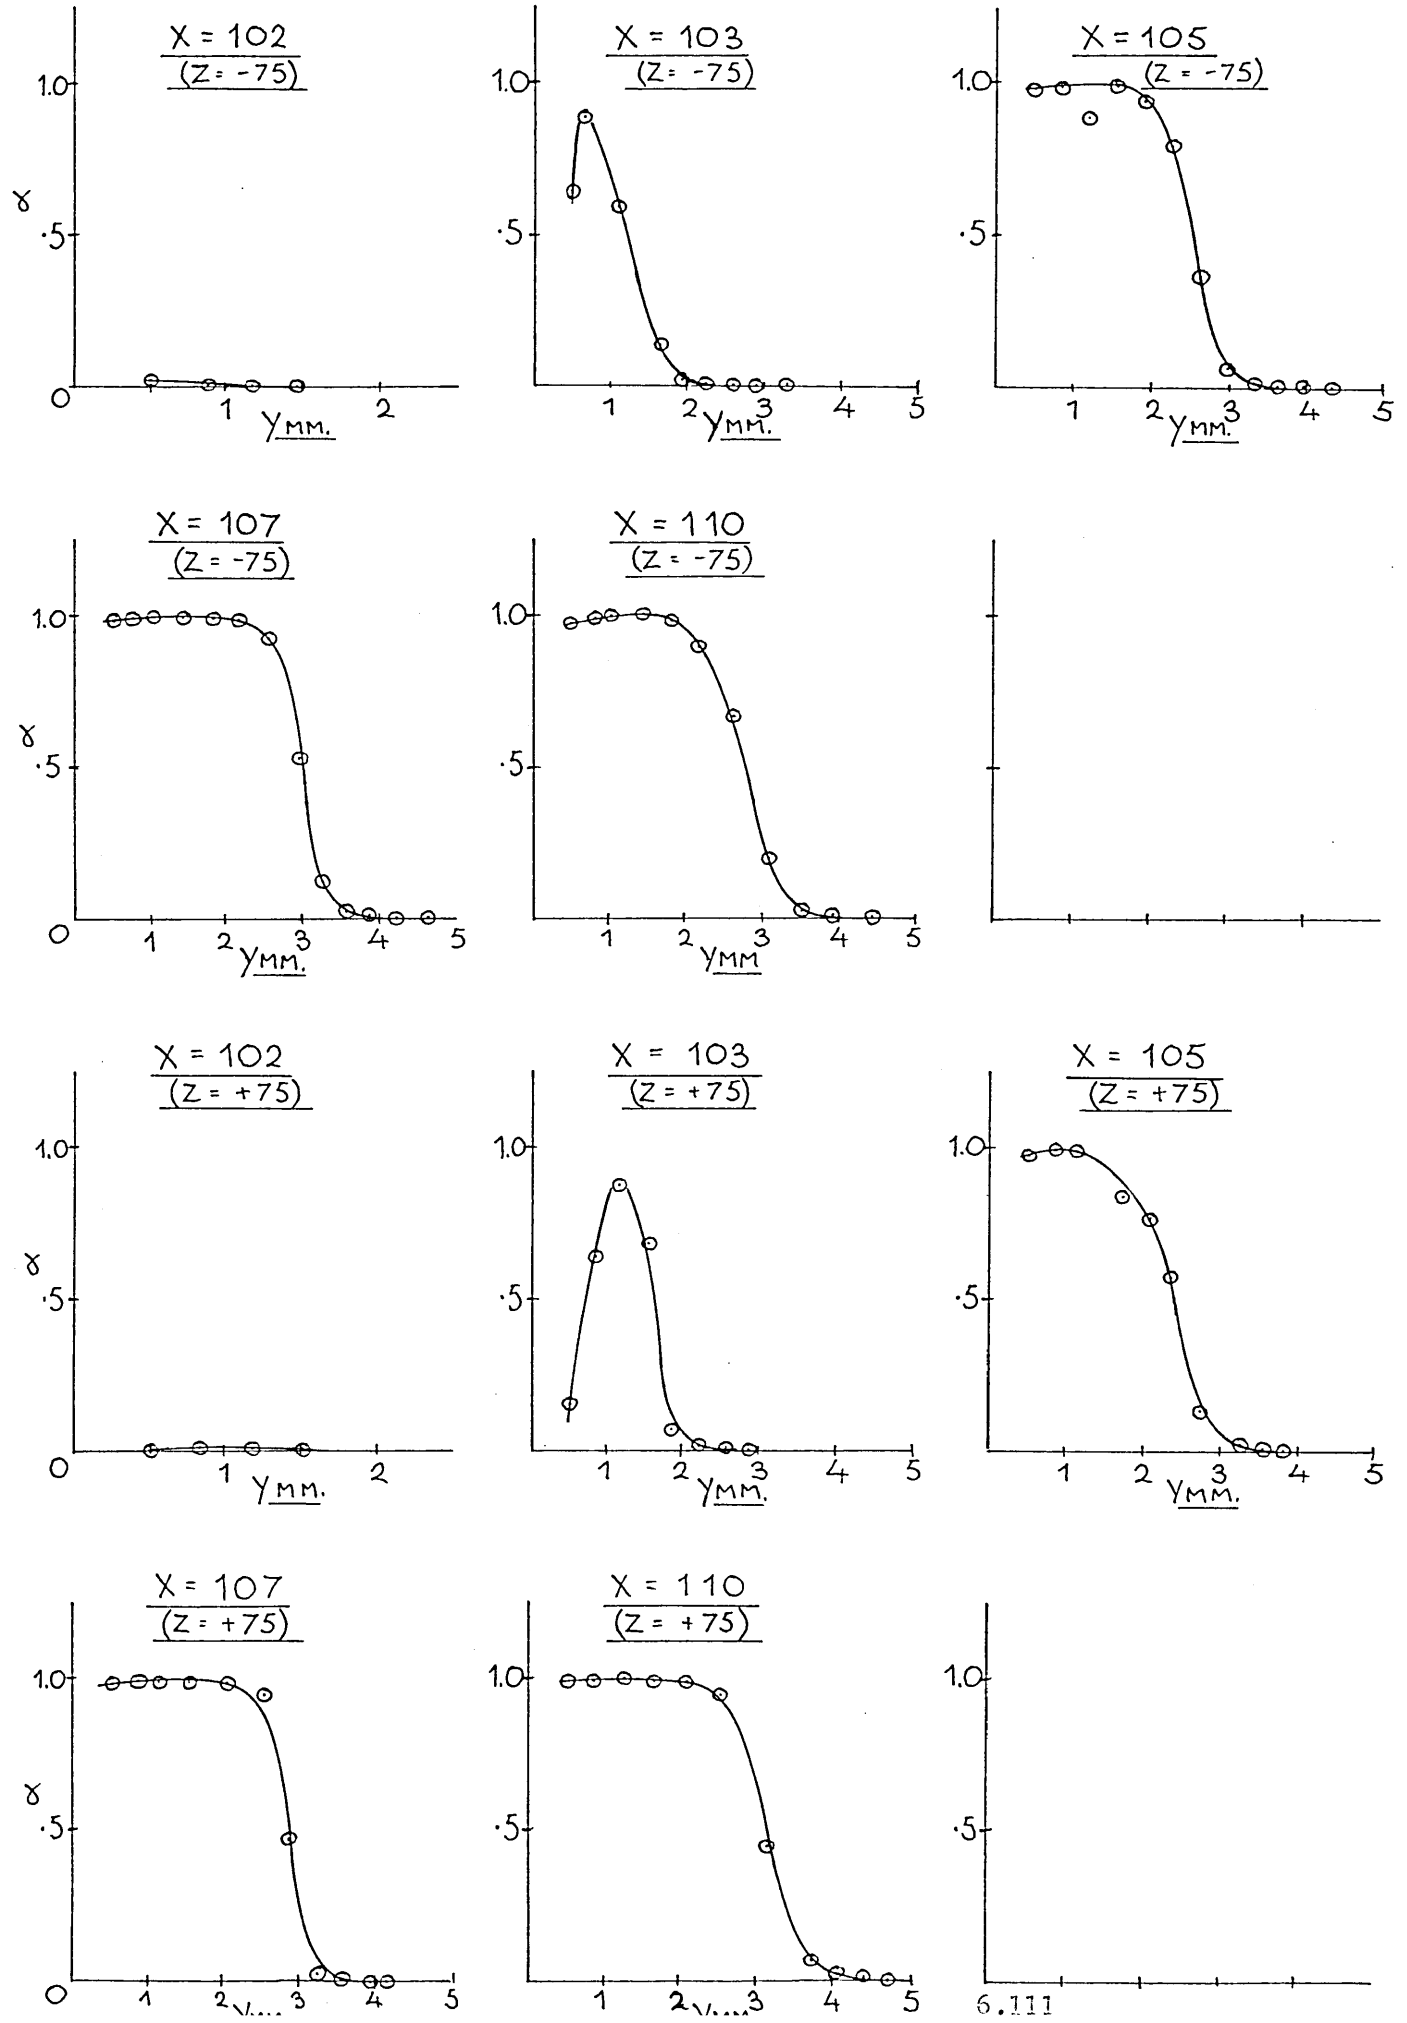 X = 102
(Z = -75)
1.0
γ
.5
O
1 2
Y MM.
X = 103
(Z = -75)
1.0
.5
1 2 3 4 5
Y MM.
X = 105
(Z = -75)
1.0
.5
1 2 3 4 5
Y MM.
X = 107
(Z = -75)
1.0
γ
.5
O
1 2 3 4 5
Y MM.
X = 110
(Z = -75)
1.0
.5
1 2 3 4 5
Y MM
X = 102
(Z = +75)
1.0
γ
.5
O
1 2
Y MM.
X = 103
(Z = +75)
1.0
.5
1 2 3 4 5
Y MM.
X = 105
(Z = +75)
1.0
.5
1 2 3 4 5
Y MM.
X = 107
(Z = +75)
1.0
γ
.5
O
1 2 3 4 5
X = 110
(Z = +75)
1.0
.5
1 2 3 4 5
1.0
.5
6.111